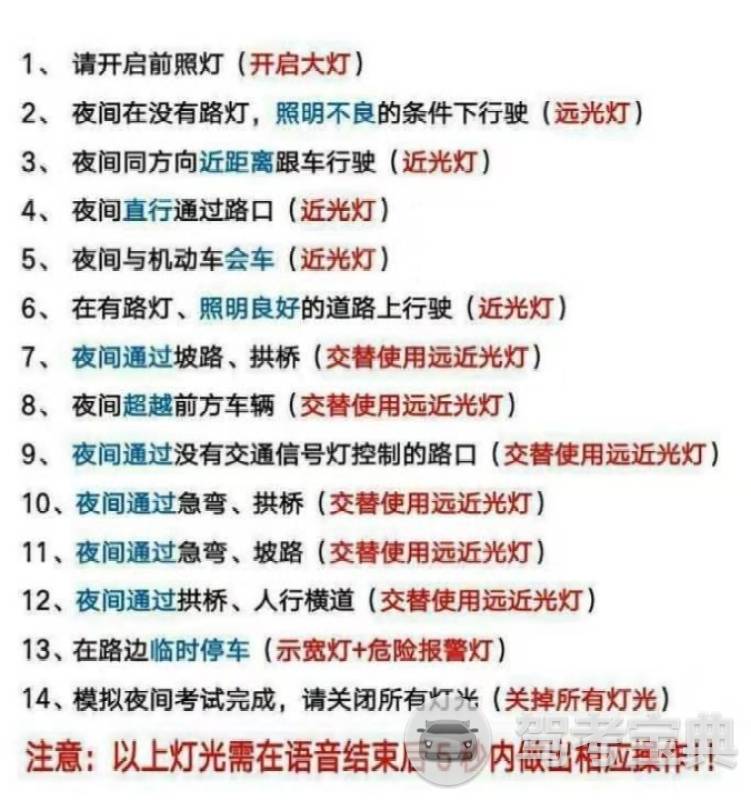 1、请开启前照灯（开启大灯）
2、夜间在没有路灯，照明不良的条件下行驶（远光灯）
3、夜间同方向近距离跟车行驶（近光灯）
4、夜间直行通过路口（近光灯）
5、夜间与机动车会车（近光灯）
6、在有路灯、照明良好的道路上行驶（近光灯）
7、夜间通过坡路、拱桥（交替使用远近光灯）
8、夜间超越前方车辆（交替使用远近光灯）
9、夜间通过没有交通信号灯控制的路口（交替使用远近光灯）
10、夜间通过急弯、拱桥（交替使用远近光灯）
11、夜间通过急弯、坡路（交替使用远近光灯）
12、夜间通过拱桥、人行横道（交替使用远近光灯）
13、在路边临时停车（示宽灯+危险报警灯）
14、模拟夜间考试完成，请关闭所有灯光（关掉所有灯光）
注意：以上灯光需在语音结束后5秒内做出相应操作！！
驾考宝典